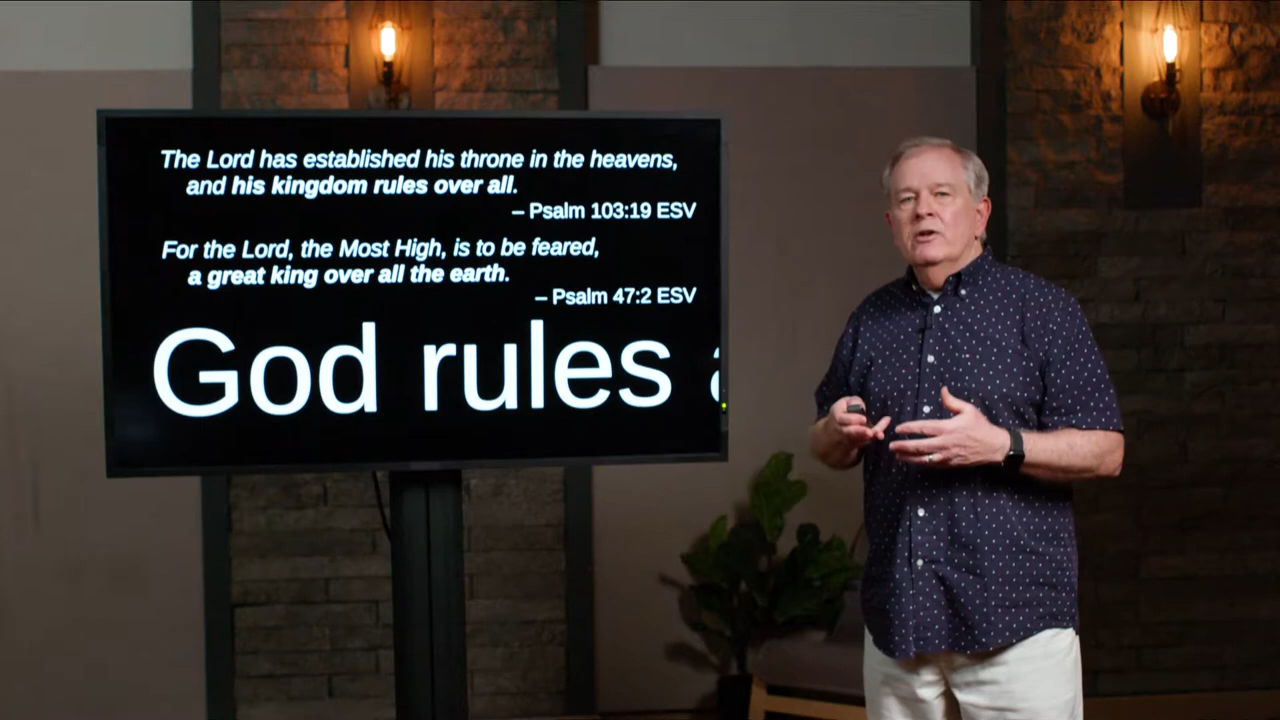 The Lord has established his throne in the heavens,
and his kingdom rules over all.
– Psalm 103:19 ESV
For the Lord, the Most High, is to be feared,
a great king over all the earth.
– Psalm 47:2 ESV
God rules